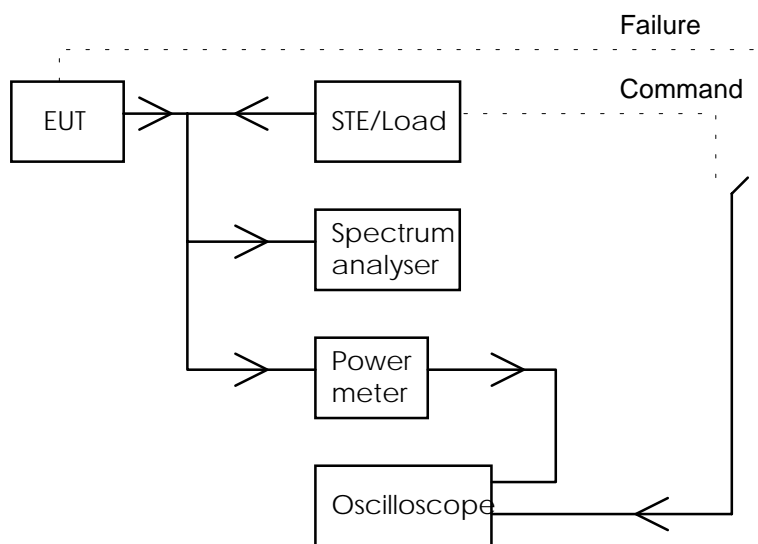 Failure
Command
EUT
STE/Load
Spectrum
analyser
Power
meter
Oscilloscope